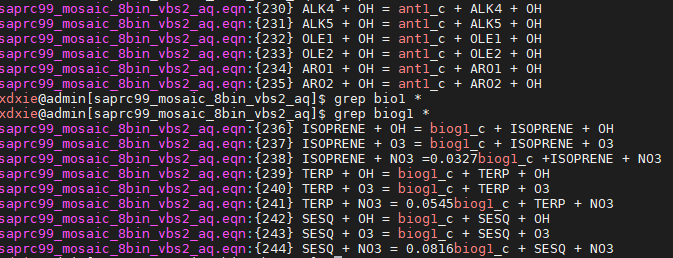 saprc99_mosaic_8bin_vbs2_aq.eqn:{230} ALK4 + OH = ant1_c + ALK4 + OH
saprc99_mosaic_8bin_vbs2_aq.eqn:{231} ALK5 + OH = ant1_c + ALK5 + OH
saprc99_mosaic_8bin_vbs2_aq.eqn:{232} OLE1 + OH = ant1_c + OLE1 + OH
saprc99_mosaic_8bin_vbs2_aq.eqn:{233} OLE2 + OH = ant1_c + OLE2 + OH
saprc99_mosaic_8bin_vbs2_aq.eqn:{234} ARO1 + OH = ant1_c + ARO1 + OH
saprc99_mosaic_8bin_vbs2_aq.eqn:{235} ARO2 + OH = ant1_c + ARO2 + OH
xdxie@admin[saprc99_mosaic_8bin_vbs2_aq]$ grep bio1 *
xdxie@admin[saprc99_mosaic_8bin_vbs2_aq]$ grep biog1 *
saprc99_mosaic_8bin_vbs2_aq.eqn:{236} ISOPRENE + OH = biog1_c + ISOPRENE + OH
saprc99_mosaic_8bin_vbs2_aq.eqn:{237} ISOPRENE + O3 = biog1_c + ISOPRENE + O3
saprc99_mosaic_8bin_vbs2_aq.eqn:{238} ISOPRENE + NO3 =0.0327biog1_c +ISOPRENE + NO3
saprc99_mosaic_8bin_vbs2_aq.eqn:{239} TERP + OH = biog1_c + TERP + OH
saprc99_mosaic_8bin_vbs2_aq.eqn:{240} TERP + O3 = biog1_c + TERP + O3
saprc99_mosaic_8bin_vbs2_aq.eqn:{241} TERP + NO3 = 0.0545biog1_c + TERP + NO3
saprc99_mosaic_8bin_vbs2_aq.eqn:{242} SESQ + OH = biog1_c + SESQ + OH
saprc99_mosaic_8bin_vbs2_aq.eqn:{243} SESQ + O3 = biog1_c + SESQ + O3
saprc99_mosaic_8bin_vbs2_aq.eqn:{244} SESQ + NO3 = 0.0816biog1_c + SESQ + NO3